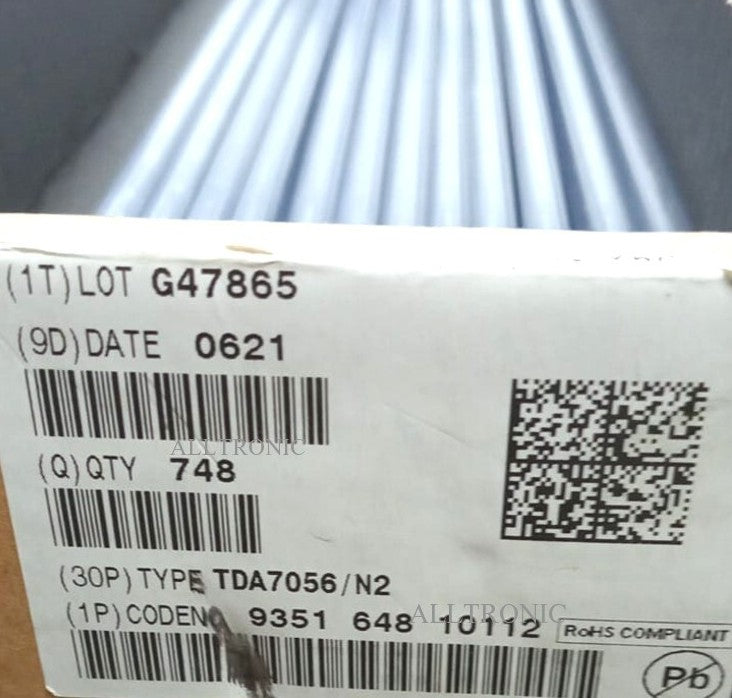 (1T)LOT G47865
(9D)DATE 0621
ALLTRONIC
(Q)QTY 748
(30P)TYPE TDA7056/N2
(1P)CODENO 9351 648 10112
ALLTRONIC
RoHS COMPLIANT
Pb